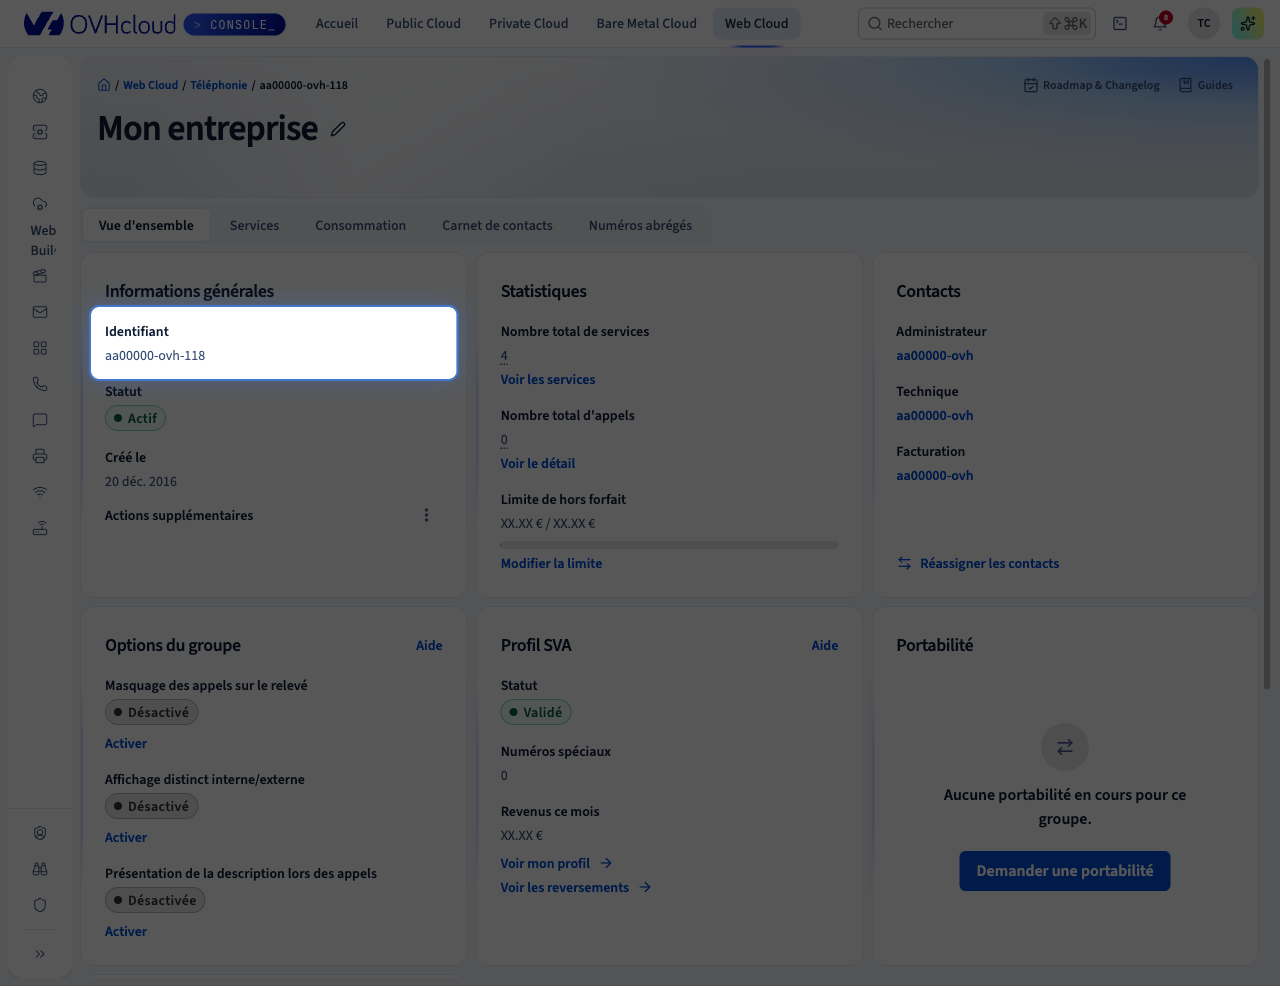 OVHcloud > CONSOLE_ Accueil Public Cloud Private Cloud Bare Metal Cloud Web Cloud Rechercher ⇧⌘K 8 TC
/ Web Cloud / Téléphonie / aa00000-ovh-118 Roadmap & Changelog Guides
Mon entreprise
Vue d'ensemble Services Consommation Carnet de contacts Numéros abrégés
Web
Buil
Informations générales
Identifiant
aa00000-ovh-118
Statut
Actif
Créé le
20 déc. 2016
Actions supplémentaires
Statistiques
Nombre total de services
4
Voir les services
Nombre total d'appels
0
Voir le détail
Limite de hors forfait
XX.XX € / XX.XX €
Modifier la limite
Contacts
Administrateur
aa00000-ovh
Technique
aa00000-ovh
Facturation
aa00000-ovh
Réassigner les contacts
Options du groupe Aide
Masquage des appels sur le relevé
Désactivé
Activer
Affichage distinct interne/externe
Désactivé
Activer
Présentation de la description lors des appels
Désactivée
Activer
Profil SVA Aide
Statut
Validé
Numéros spéciaux
0
Revenus ce mois
XX.XX €
Voir mon profil
Voir les reversements
Portabilité
Aucune portabilité en cours pour ce
groupe.
Demander une portabilité